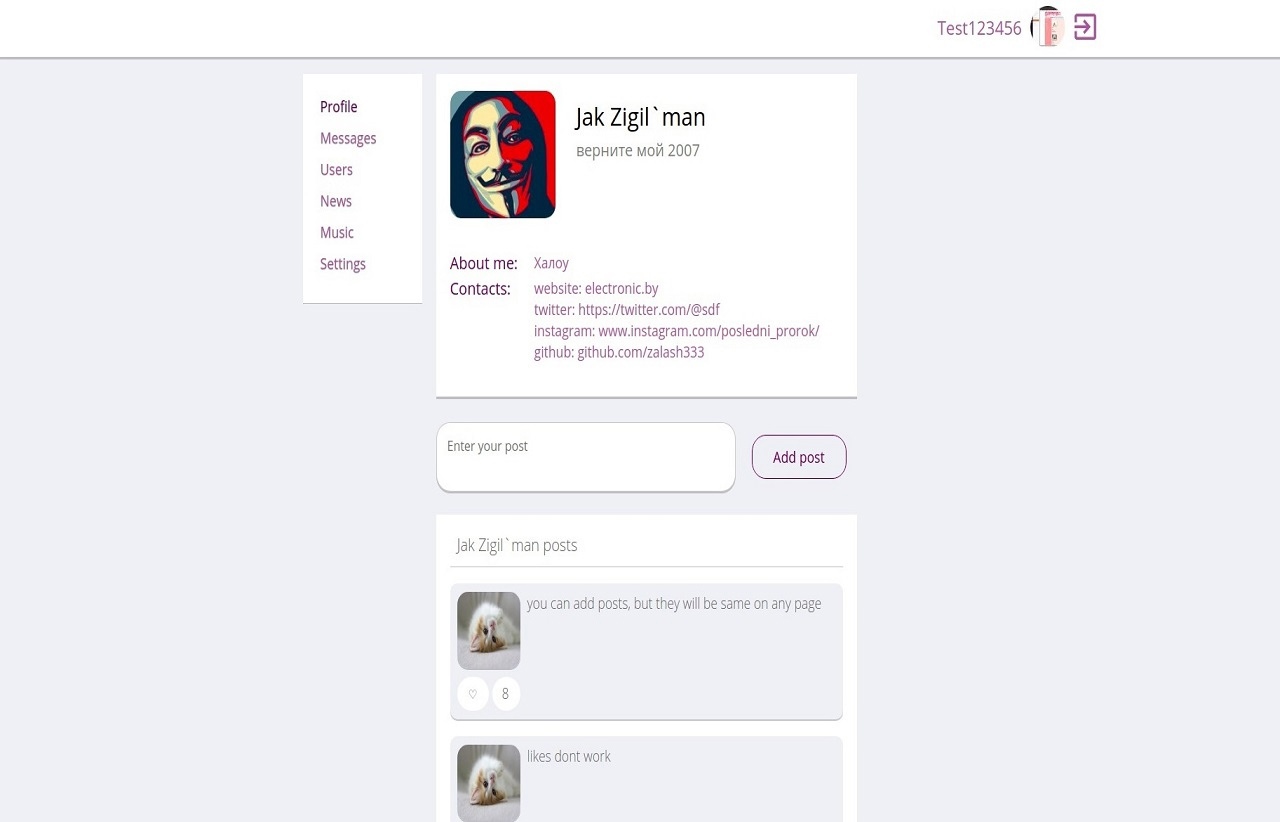 Test123456
Profile
Messages
Users
News
Music
Settings
Jak Zigil`man
верните мой 2007
About me: Халоу
Contacts: website: electronic.by
twitter: https://twitter.com/@sdf
instagram: www.instagram.com/posledni_prorok/
github: github.com/zalash333
Enter your post
Add post
Jak Zigil`man posts
you can add posts, but they will be same on any page
♡ 8
likes dont work